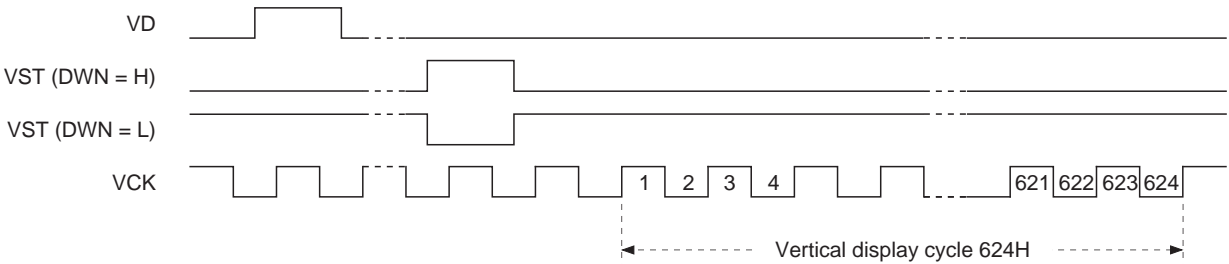 VD
VST (DWN = H)
VST (DWN = L)
VCK
1 2 3 4 621 622 623 624
Vertical display cycle 624H